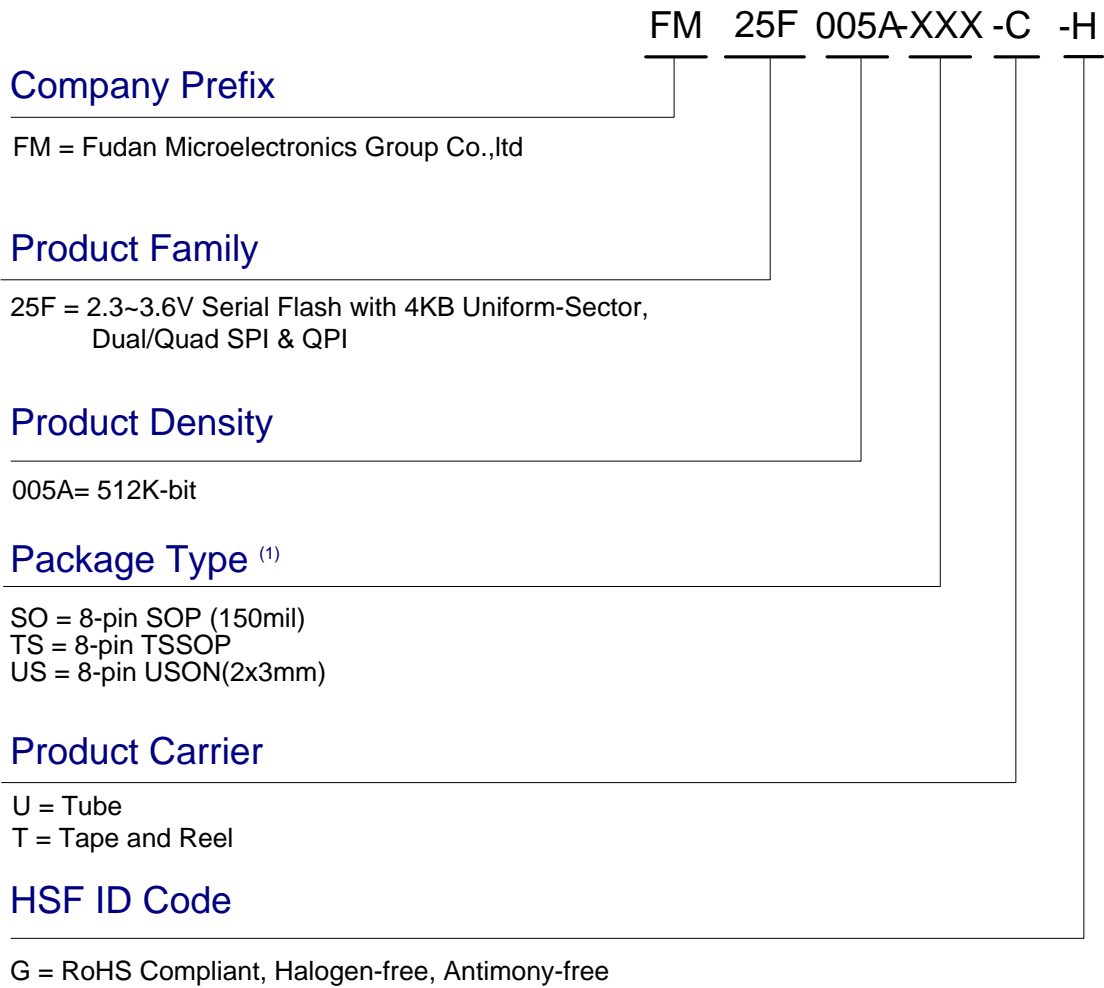 FM 25F 005A-XXX -C -H
Company Prefix
FM = Fudan Microelectronics Group Co.,ltd
Product Family
25F = 2.3~3.6V Serial Flash with 4KB Uniform-Sector,
Dual/Quad SPI & QPI
Product Density
005A= 512K-bit
Package Type (1)
SO = 8-pin SOP (150mil)
TS = 8-pin TSSOP
US = 8-pin USON(2x3mm)
Product Carrier
U = Tube
T = Tape and Reel
HSF ID Code
G = RoHS Compliant, Halogen-free, Antimony-free